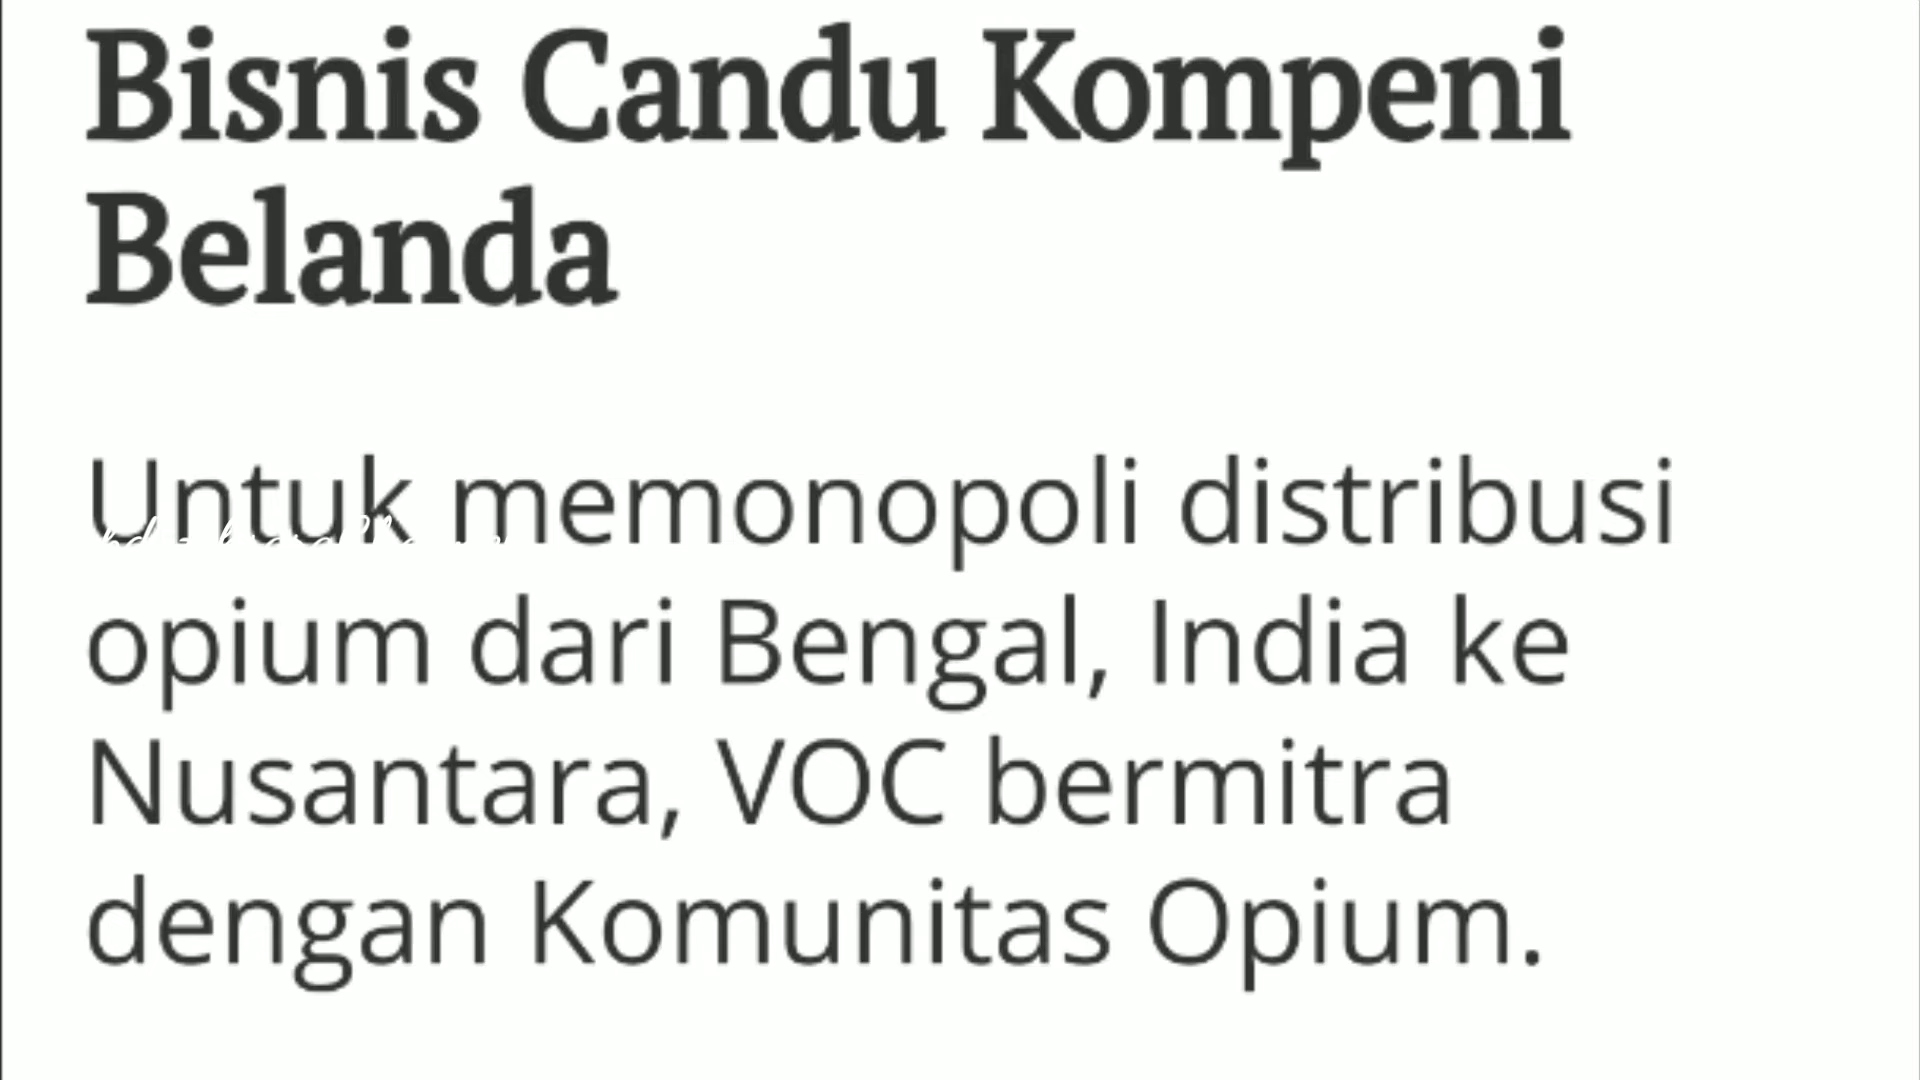 Bisnis Candu Kompeni
Belanda
Untuk memonopoli distribusi
opium dari Bengal, India ke
Nusantara, VOC bermitra
dengan Komunitas Opium.